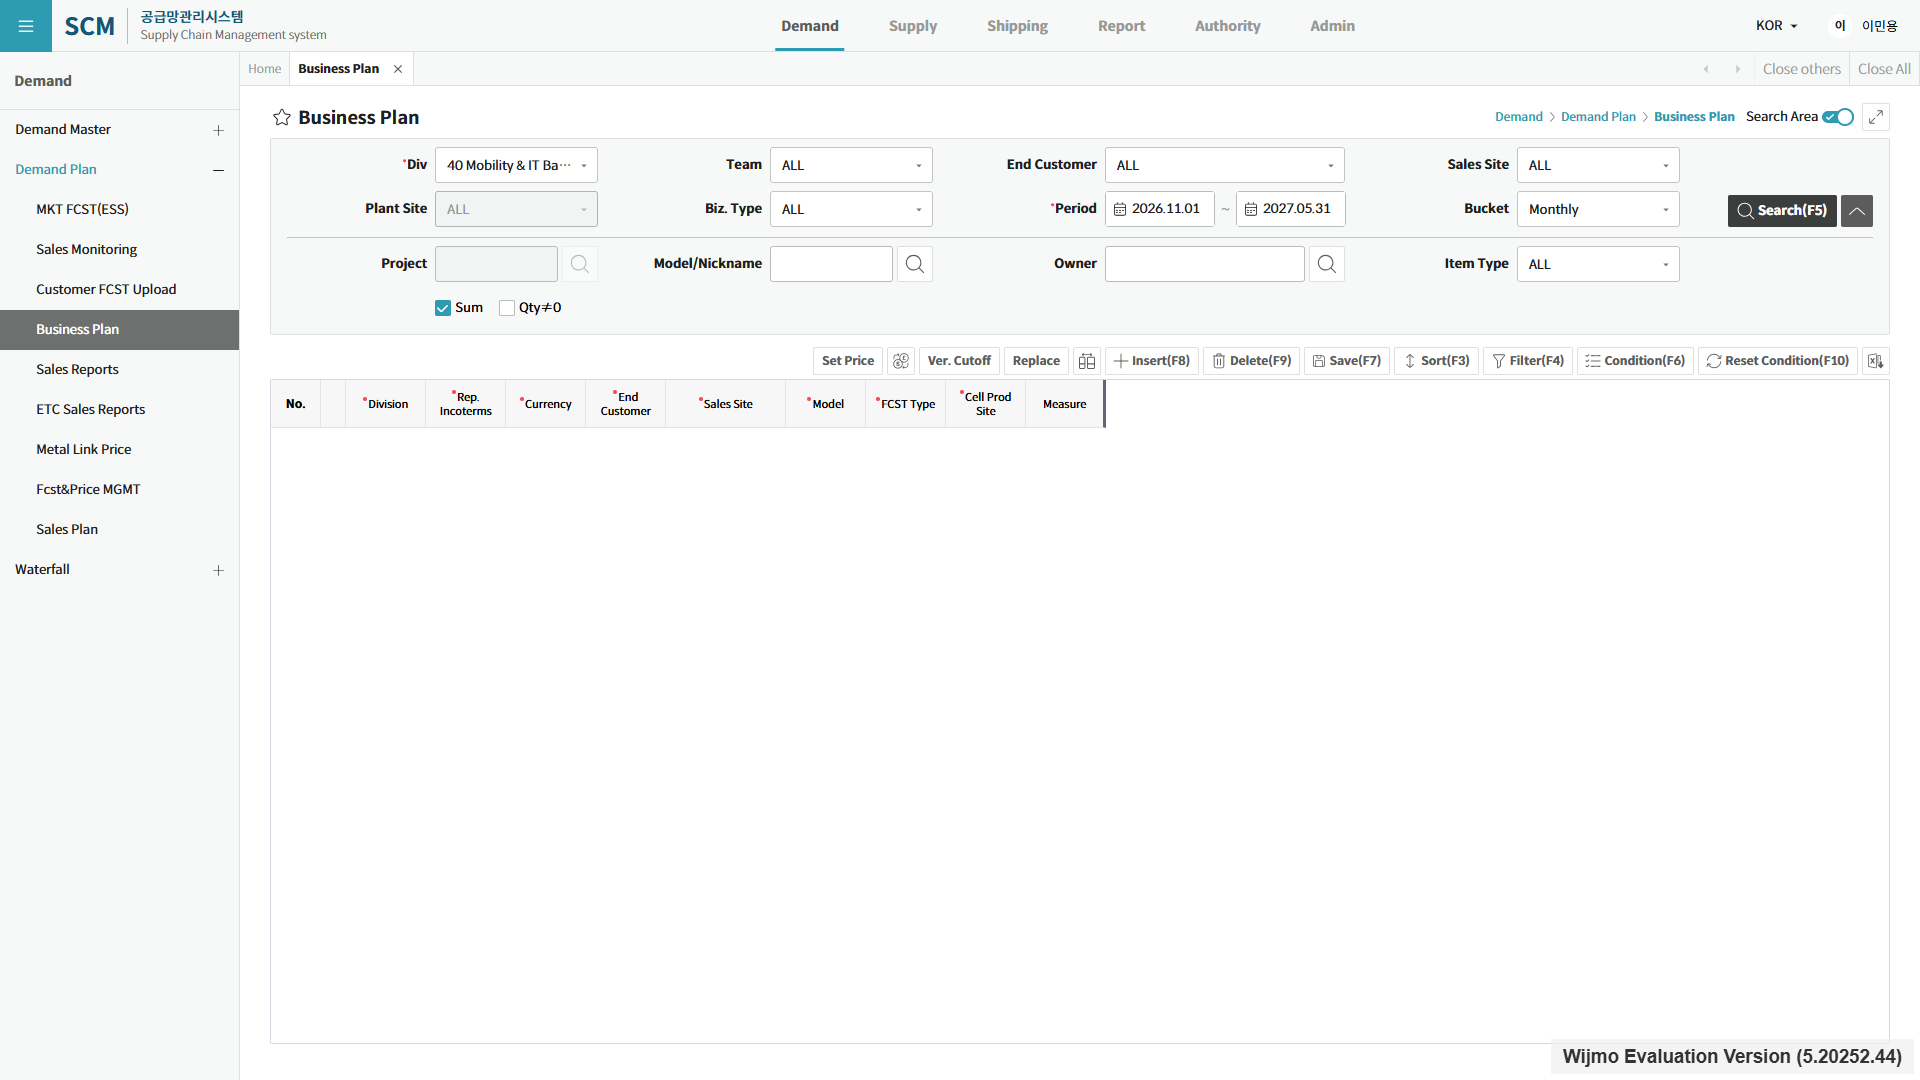 SCM
공급망관리시스템
Supply Chain Management system
Demand
Supply
Shipping
Report
Authority
Admin
KOR
이
이민용
Demand
Home
Business Plan
Close others
Close All
Demand Master
Demand Plan
MKT FCST(ESS)
Sales Monitoring
Customer FCST Upload
Business Plan
Sales Reports
ETC Sales Reports
Metal Link Price
Fcst&Price MGMT
Sales Plan
Waterfall
Business Plan
Demand > Demand Plan > Business Plan
Search Area
*Div
40 Mobility & IT Ba⋯
Team
ALL
End Customer
ALL
Sales Site
ALL
Plant Site
ALL
Biz. Type
ALL
*Period
2026.11.01
~
2027.05.31
Bucket
Monthly
Search(F5)
Project
Model/Nickname
Owner
Item Type
ALL
Sum
Qty≠0
Set Price
Ver. Cutoff
Replace
Insert(F8)
Delete(F9)
Save(F7)
Sort(F3)
Filter(F4)
Condition(F6)
Reset Condition(F10)
No.
*Division
*Rep.
Incoterms
*Currency
*End
Customer
*Sales Site
*Model
*FCST Type
*Cell Prod
Site
Measure
Wijmo Evaluation Version (5.20252.44)